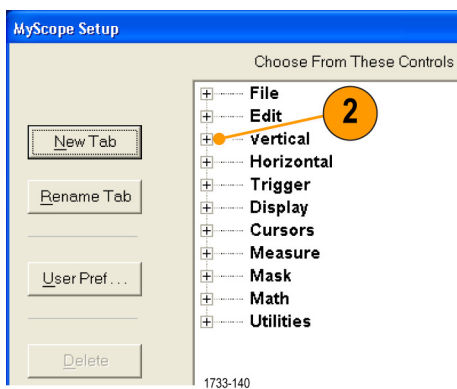 MyScope Setup
Choose From These Controls
File
Edit
2
Vertical
Horizontal
Trigger
Display
Cursors
Measure
Mask
Math
Utilities
New Tab
Rename Tab
User Pref...
Delete
1733-140